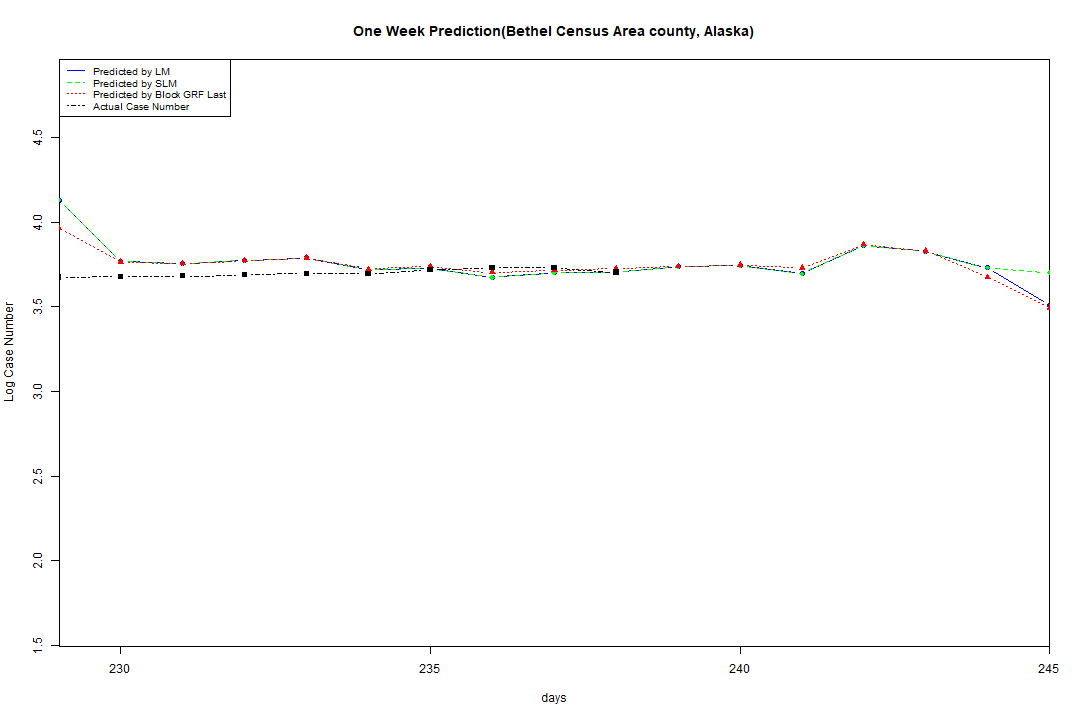 One Week Prediction(Bethel Census Area county, Alaska)
Predicted by LM
Predicted by SLM
Predicted by Block GRF Last
Actual Case Number
4.5
4.0
3.5
3.0
2.5
2.0
1.5
Log Case Number
230
235
240
245
days